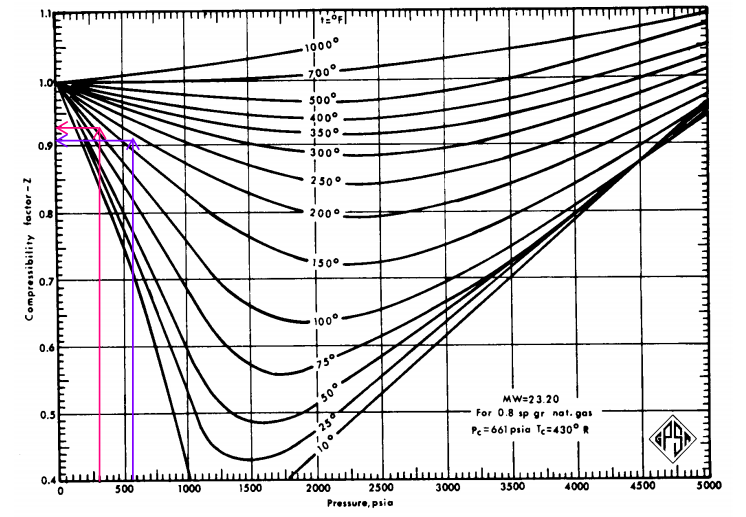 1.1
t=°F
1000°
700°
1.0
500°
400°
350°
300°
0.9
250°
200°
0.8
150°
0.7
100°
75°
0.6
50°
25°
10°
0.5
0.4
Compressibility factor – Z
MW=23.20
For 0.8 sp gr nat.gas
Pc=661 psia Tc=430° R
GPSA
0 500 1000 1500 2000 2500 3000 3500 4000 4500 5000
Pressure, psia